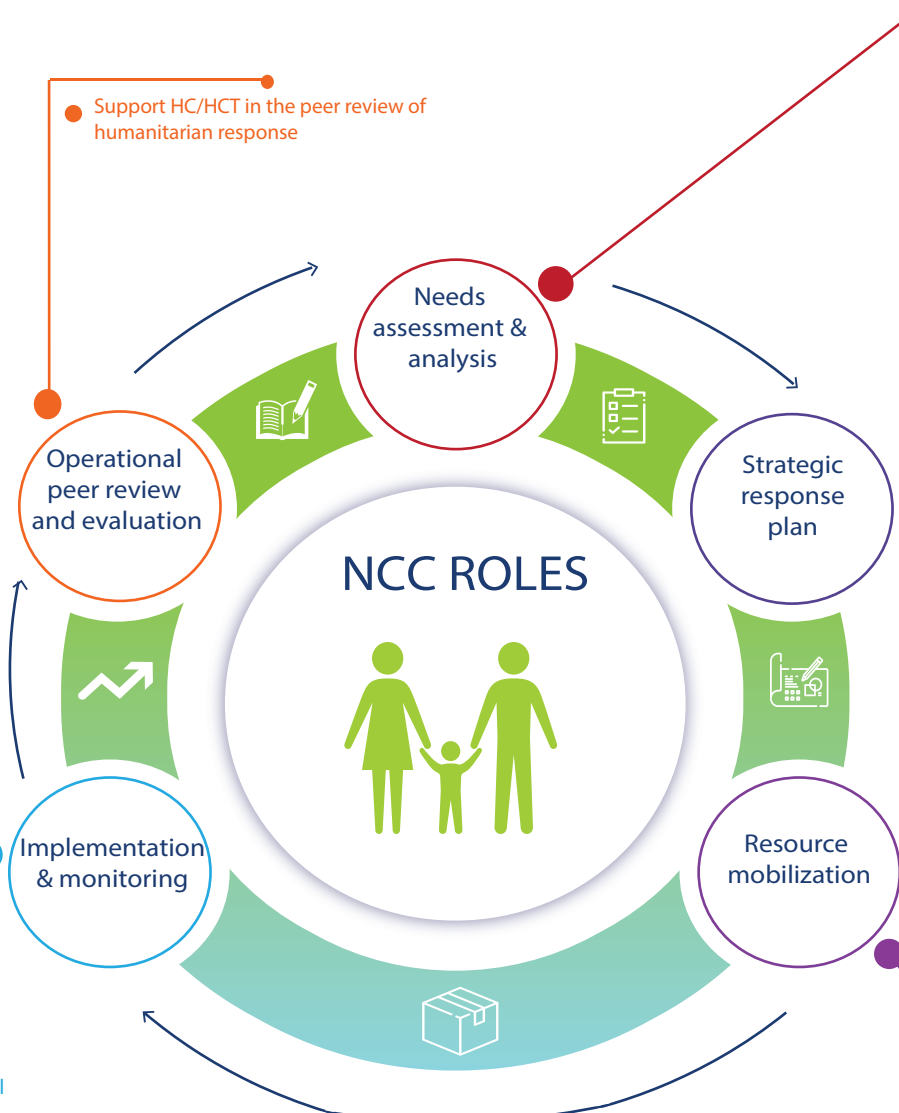 Support HC/HCT in the peer review of
humanitarian response
Needs
assessment &
analysis
Operational
peer review
and evaluation
Strategic
response
plan
NCC ROLES
Implementation
& monitoring
Resource
mobilization